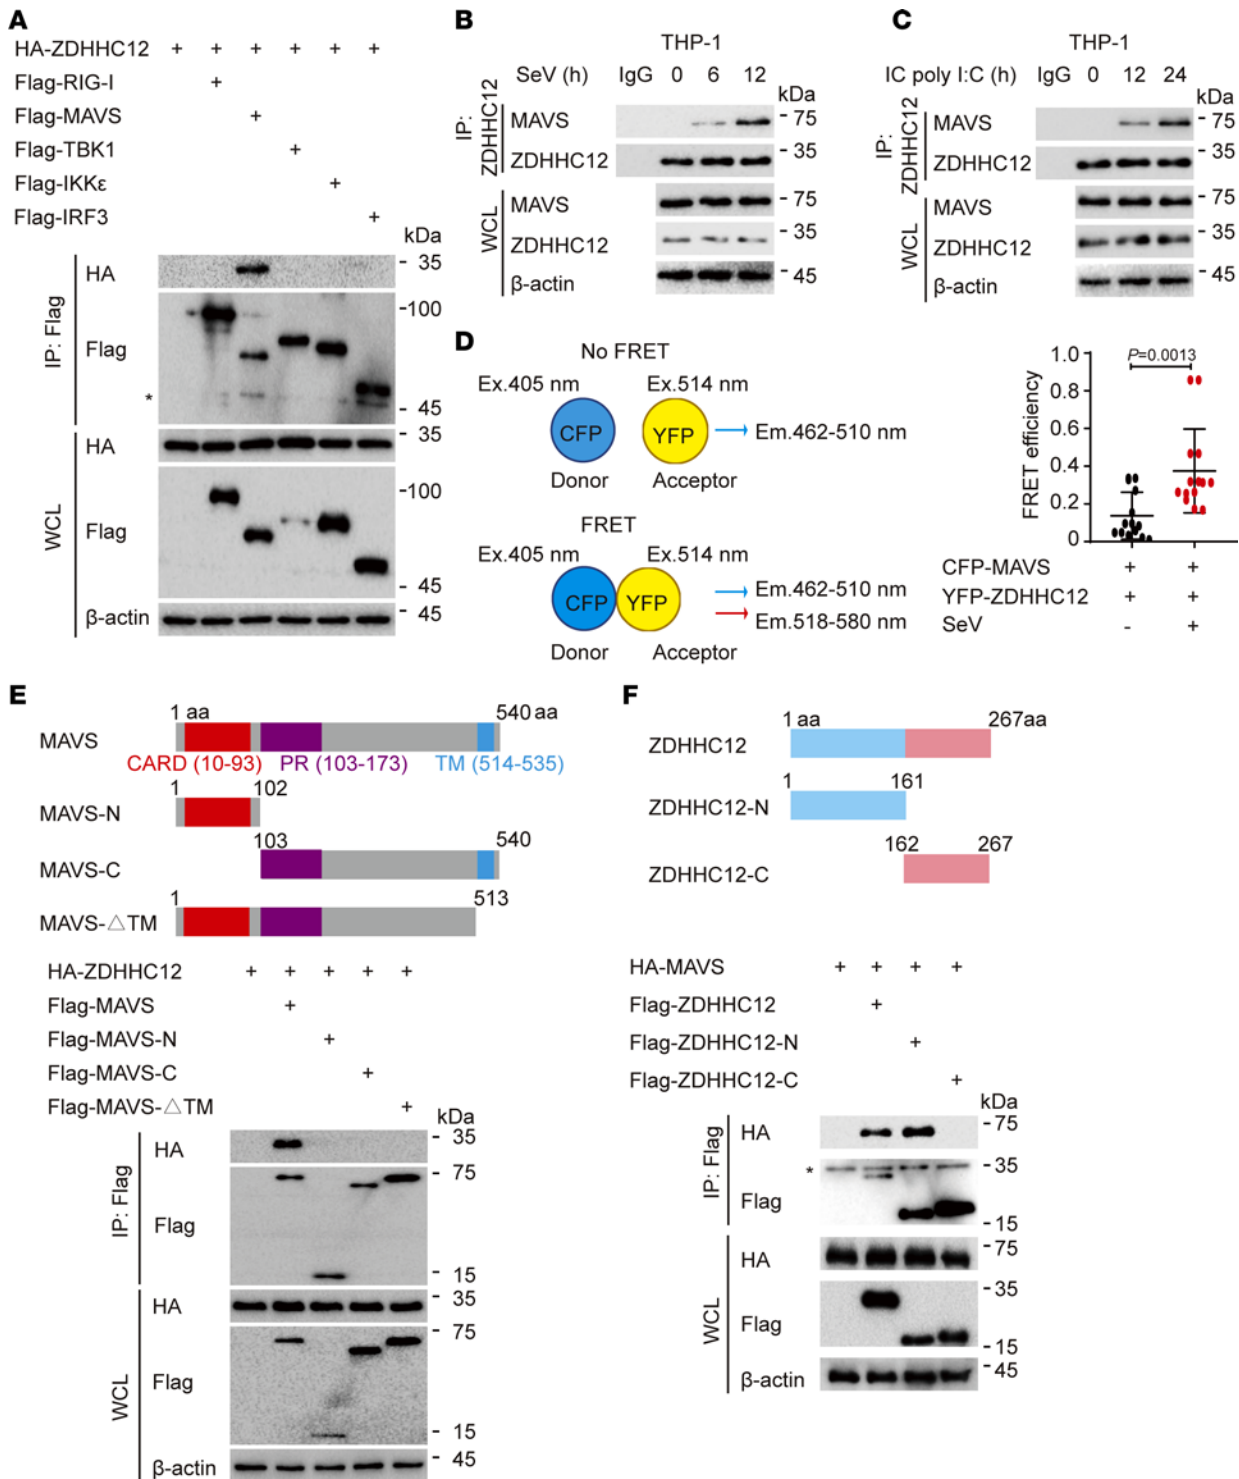 A
HA-ZDHHC12 + + + + + +
Flag-RIG-I +
Flag-MAVS +
Flag-TBK1 +
Flag-IKKε +
Flag-IRF3 +
kDa
IP: Flag
HA - 35
Flag -100
*
- 45
WCL
HA - 35
Flag - 100
- 45
β-actin - 45
B
THP-1
SeV (h) IgG 0 6 12
kDa
IP: ZDHHC12
MAVS - 75
ZDHHC12 - 35
WCL
MAVS - 75
ZDHHC12 - 35
β-actin - 45
C
THP-1
IC poly I:C (h) IgG 0 12 24
kDa
IP: ZDHHC12
MAVS - 75
ZDHHC12 - 35
WCL
MAVS - 75
ZDHHC12 - 35
β-actin - 45
D
No FRET
Ex.405 nm Ex.514 nm
CFP YFP Em.462-510 nm
Donor Acceptor
FRET
Ex.405 nm Ex.514 nm
CFP YFP Em.462-510 nm
Em.518-580 nm
Donor Acceptor
FRET efficiency
1.0
0.8
0.6
0.4
0.2
0
P=0.0013
CFP-MAVS + +
YFP-ZDHHC12 + +
SeV - +
E
1 aa 540 aa
MAVS
CARD (10-93) PR (103-173) TM (514-535)
1 102
MAVS-N
103 540
MAVS-C
1 513
MAVS-△TM
HA-ZDHHC12 + + + + +
Flag-MAVS +
Flag-MAVS-N +
Flag-MAVS-C +
Flag-MAVS-△TM +
kDa
IP: Flag
HA - 35
- 75
Flag
- 15
WCL
HA - 35
- 75
Flag
- 15
β-actin - 45
F
1 aa 267aa
ZDHHC12
1 161
ZDHHC12-N
162 267
ZDHHC12-C
HA-MAVS + + + +
Flag-ZDHHC12 +
Flag-ZDHHC12-N +
Flag-ZDHHC12-C +
kDa
IP: Flag
HA - 75
* - 35
Flag
- 15
WCL
HA - 75
- 35
Flag
- 15
β-actin - 45